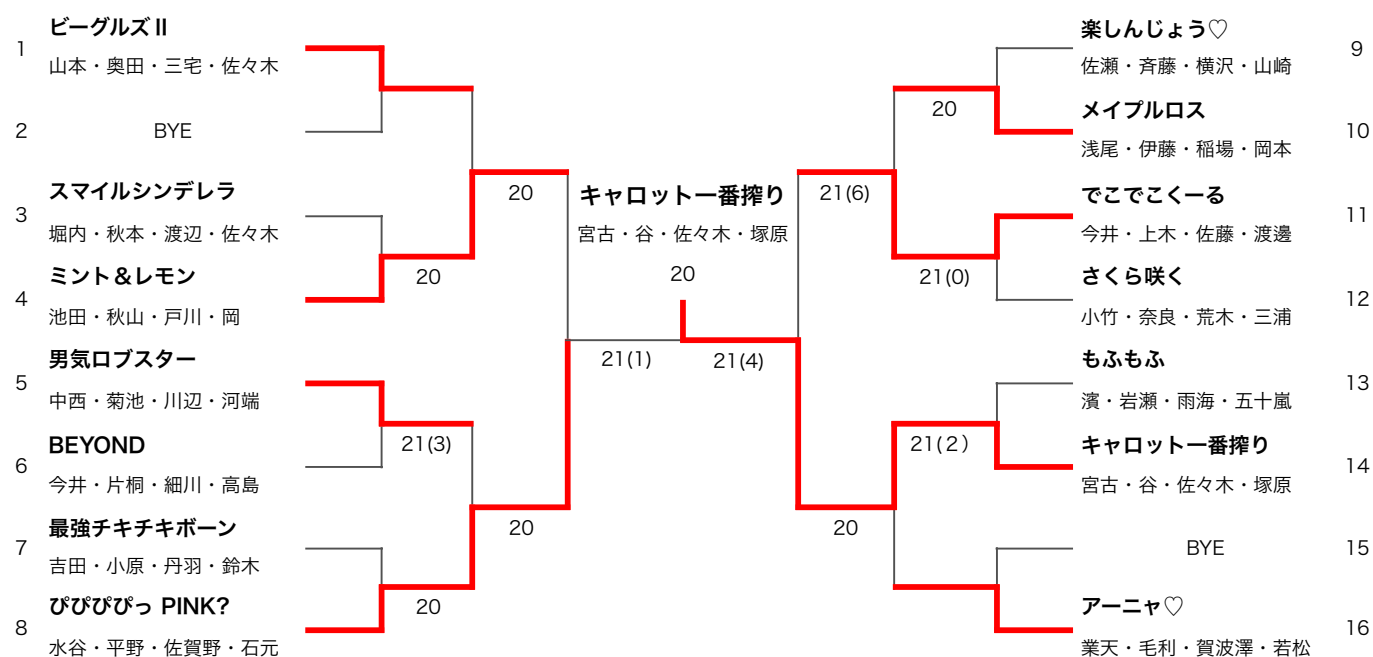 ビーグルズⅡ
1
山本・奥田・三宅・佐々木
2
BYE
スマイルシンデレラ
3
堀内・秋本・渡辺・佐々木
ミント＆レモン
4
池田・秋山・戸川・岡
男気ロブスター
5
中西・菊池・川辺・河端
BEYOND
6
今井・片桐・細川・高島
最強チキチキボーン
7
吉田・小原・丹羽・鈴木
ぴぴぴぴっ PINK?
8
水谷・平野・佐賀野・石元
20
21(3)
20
20
20
21(1)
キャロット一番搾り
宮古・谷・佐々木・塚原
20
21(4)
21(6)
20
20
21(0)
21(2）
楽しんじょう♡
9
佐瀬・斉藤・横沢・山崎
メイプルロス
10
浅尾・伊藤・稲場・岡本
でこでこくーる
11
今井・上木・佐藤・渡邊
さくら咲く
12
小竹・奈良・荒木・三浦
もふもふ
13
濱・岩瀬・雨海・五十嵐
キャロット一番搾り
14
宮古・谷・佐々木・塚原
BYE
15
アーニャ♡
16
業天・毛利・賀波澤・若松